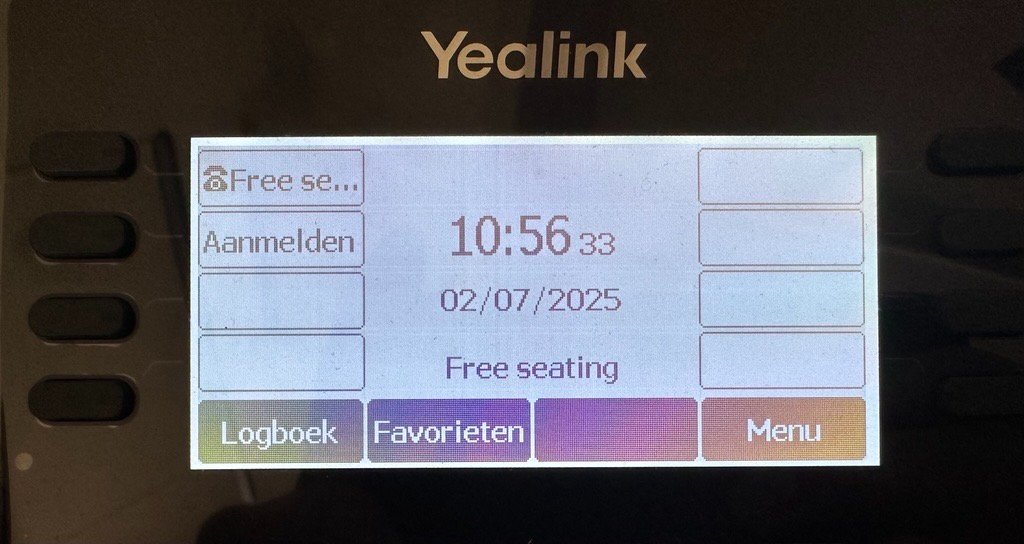 Yealink
Free se...
Aanmelden
10:56 33
02/07/2025
Free seating
Logboek
Favorieten
Menu